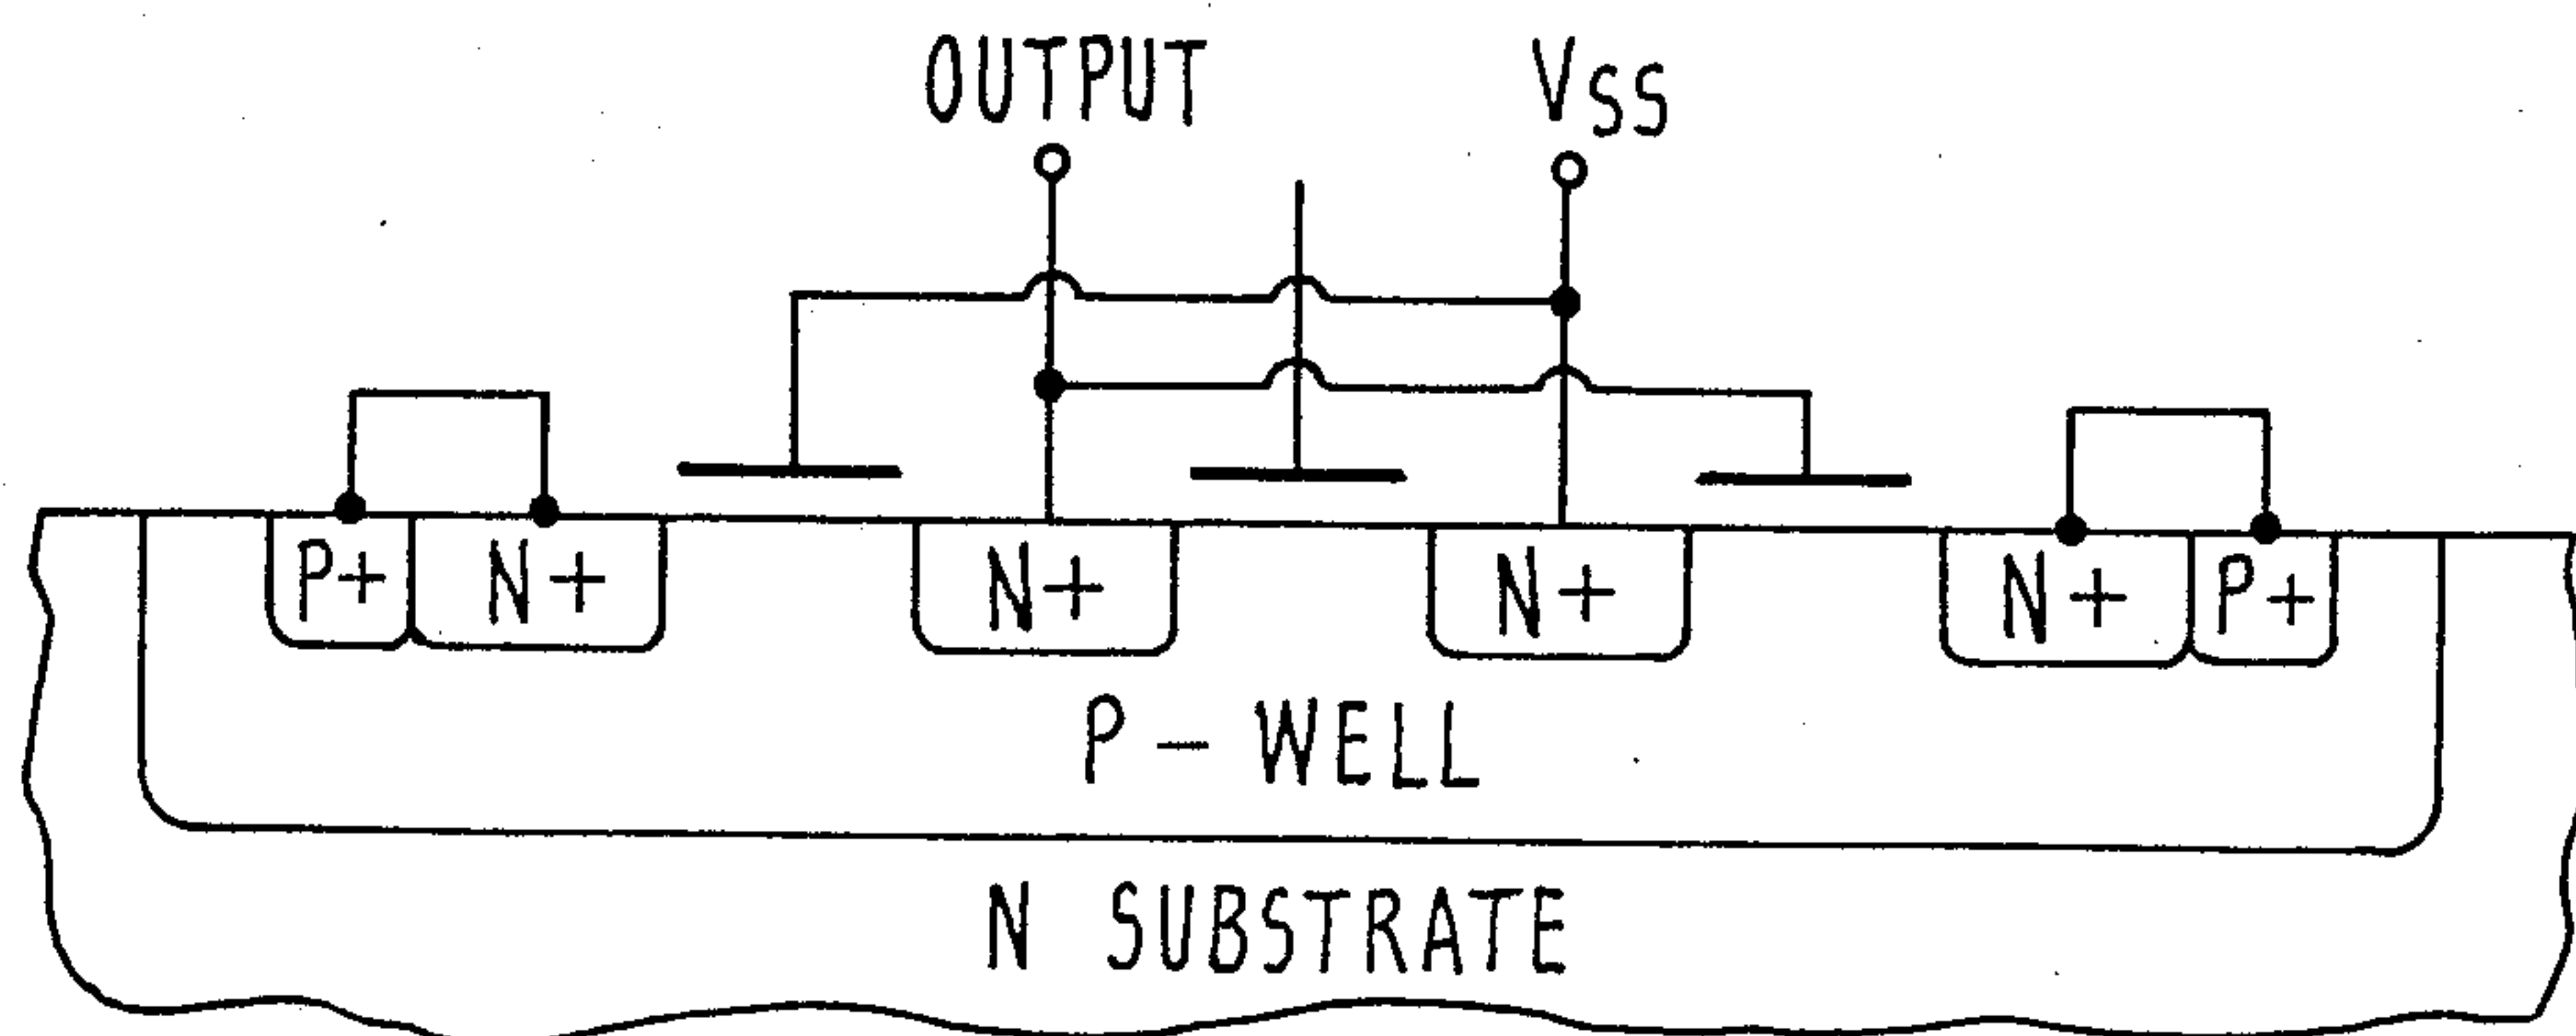 OUTPUT VSS
P+ N+ N+ N+ N+ P+
P- WELL
N SUBSTRATE